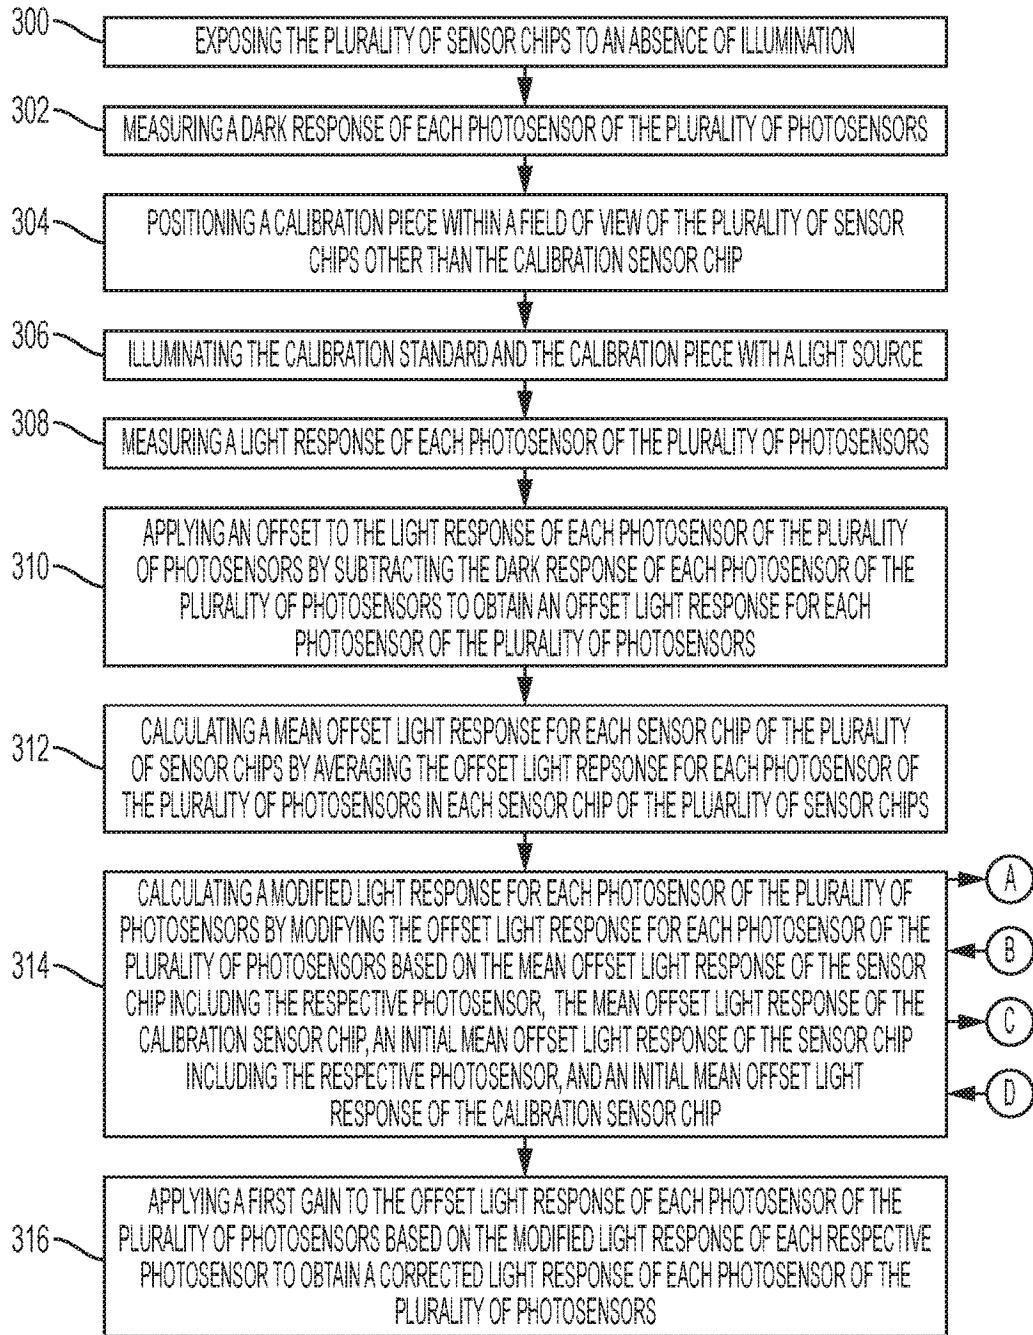 300
EXPOSING THE PLURALITY OF SENSOR CHIPS TO AN ABSENCE OF ILLUMINATION
302
MEASURING A DARK RESPONSE OF EACH PHOTOSENSOR OF THE PLURALITY OF PHOTOSENSORS
304
POSITIONING A CALIBRATION PIECE WITHIN A FIELD OF VIEW OF THE PLURALITY OF SENSOR
CHIPS OTHER THAN THE CALIBRATION SENSOR CHIP
306
ILLUMINATING THE CALIBRATION STANDARD AND THE CALIBRATION PIECE WITH A LIGHT SOURCE
308
MEASURING A LIGHT RESPONSE OF EACH PHOTOSENSOR OF THE PLURALITY OF PHOTOSENSORS
310
APPLYING AN OFFSET TO THE LIGHT RESPONSE OF EACH PHOTOSENSOR OF THE PLURALITY
OF PHOTOSENSORS BY SUBTRACTING THE DARK RESPONSE OF EACH PHOTOSENSOR OF THE
PLURALITY OF PHOTOSENSORS TO OBTAIN AN OFFSET LIGHT RESPONSE FOR EACH
PHOTOSENSOR OF THE PLURALITY OF PHOTOSENSORS
312
CALCULATING A MEAN OFFSET LIGHT RESPONSE FOR EACH SENSOR CHIP OF THE PLURALITY
OF SENSOR CHIPS BY AVERAGING THE OFFSET LIGHT REPSONSE FOR EACH PHOTOSENSOR OF
THE PLURALITY OF PHOTOSENSORS IN EACH SENSOR CHIP OF THE PLUARLITY OF SENSOR CHIPS
314
CALCULATING A MODIFIED LIGHT RESPONSE FOR EACH PHOTOSENSOR OF THE PLURALITY OF
PHOTOSENSORS BY MODIFYING THE OFFSET LIGHT RESPONSE FOR EACH PHOTOSENSOR OF THE
PLURALITY OF PHOTOSENSORS BASED ON THE MEAN OFFSET LIGHT RESPONSE OF THE SENSOR
CHIP INCLUDING THE RESPECTIVE PHOTOSENSOR, THE MEAN OFFSET LIGHT RESPONSE OF THE
CALIBRATION SENSOR CHIP, AN INITIAL MEAN OFFSET LIGHT RESPONSE OF THE SENSOR CHIP
INCLUDING THE RESPECTIVE PHOTOSENSOR, AND AN INITIAL MEAN OFFSET LIGHT
RESPONSE OF THE CALIBRATION SENSOR CHIP
A
B
C
D
316
APPLYING A FIRST GAIN TO THE OFFSET LIGHT RESPONSE OF EACH PHOTOSENSOR OF THE
PLURALITY OF PHOTOSENSORS BASED ON THE MODIFIED LIGHT RESPONSE OF EACH RESPECTIVE
PHOTOSENSOR TO OBTAIN A CORRECTED LIGHT RESPONSE OF EACH PHOTOSENSOR OF THE
PLURALITY OF PHOTOSENSORS